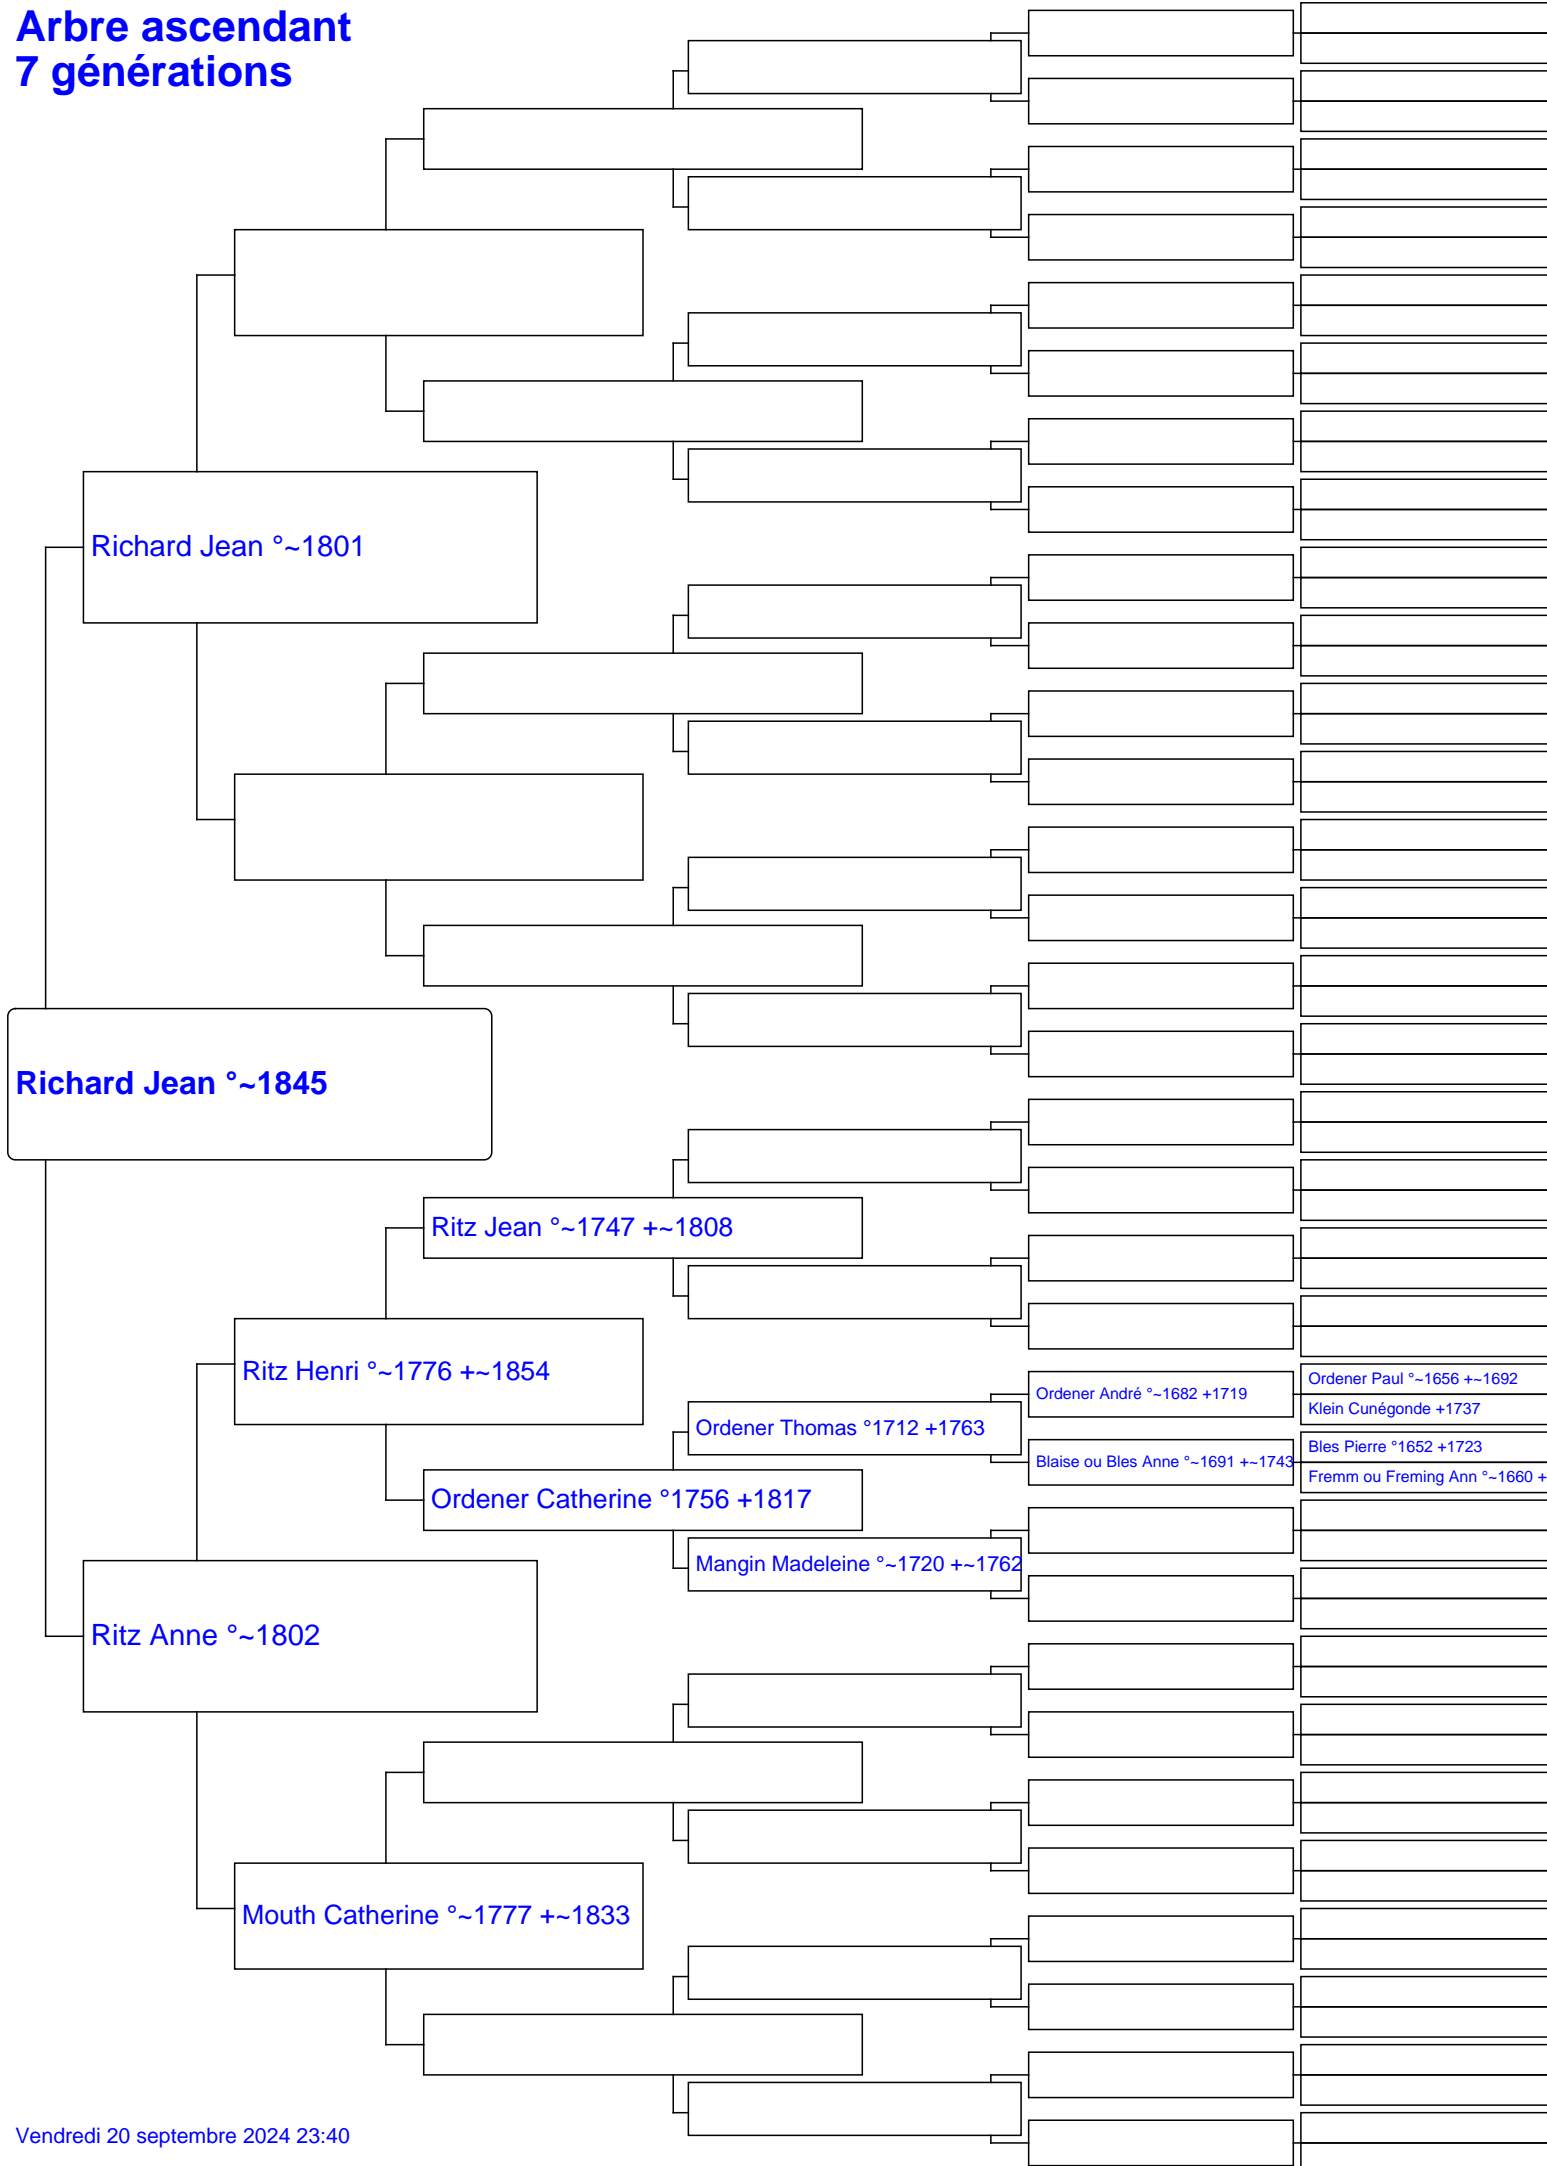 Arbre ascendant
7 générations
Richard Jean °~1801
Richard Jean °~1845
Ritz Jean °~1747 +~1808
Ritz Henri °~1776 +~1854
Ordener Paul °~1656 +~1692
Ordener André °~1682 +1719
Klein Cunégonde +1737
Ordener Thomas °1712 +1763
Bles Pierre °1652 +1723
Blaise ou Bles Anne °~1691 +~1743
Fremm ou Freming Ann °~1660 +
Ordener Catherine °1756 +1817
Mangin Madeleine °~1720 +~1762
Ritz Anne °~1802
Mouth Catherine °~1777 +~1833
Vendredi 20 septembre 2024 23:40